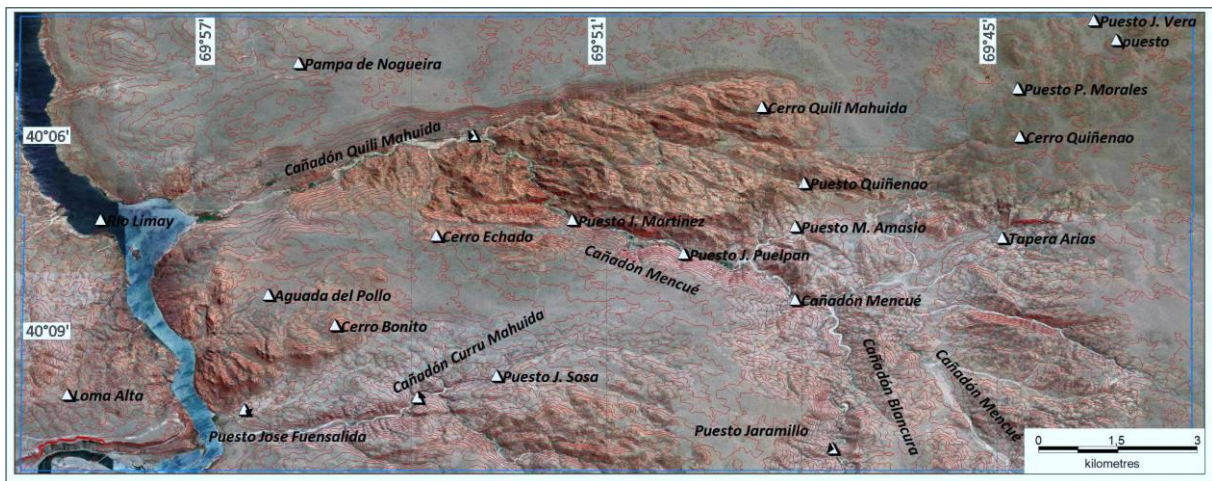 Puesto J. Vera
puesto
69°57'
69°51'
69°45'
Pampa de Nogueira
Puesto P. Morales
Cerro Quili Mahuida
40°06'
Cañadón Quili Mahuida
Cerro Quiñenao
Puesto Quiñenao
Río Limay
Puesto J. Martinez
Puesto M. Amasio
Cerro Echado
Tapera Arias
Cañadón Mencué
Puesto J. Puelpan
Aguada del Pollo
Cañadón Mencué
40°09'
Cerro Bonito
Cañadón Curru Mahuida
Cañadón Blancura
Cañadón Mencué
Puesto J. Sosa
Loma Alta
Puesto Jose Fuensalida
Puesto Jaramillo
0 1,5 3
kilometres